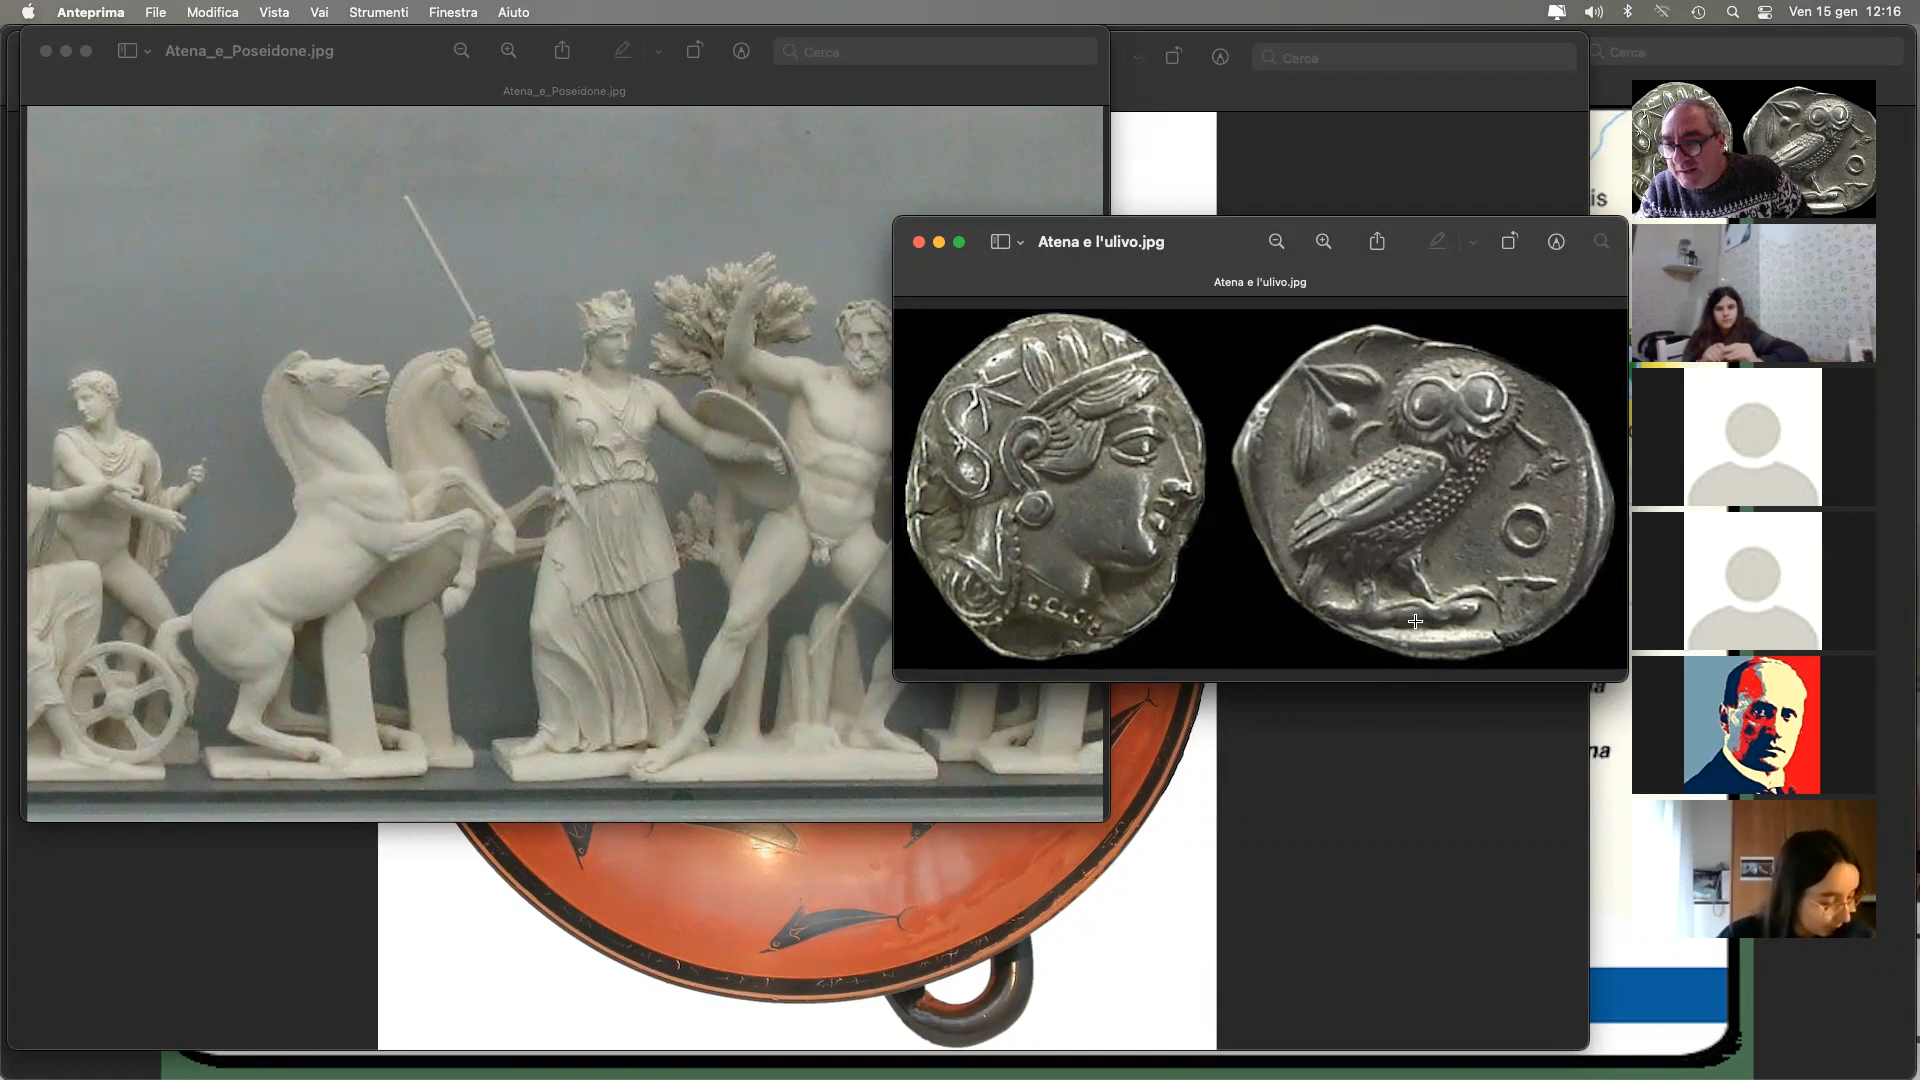 Anteprima File Modifica Vista Vai Strumenti Finestra Aiuto Ven 15 gen 12:16
Atena_e_Poseidone.jpg Cerca
Cerca
Cerca
Atena_e_Poseidone.jpg
is
Atena e l'ulivo.jpg
Atena e l'ulivo.jpg
na